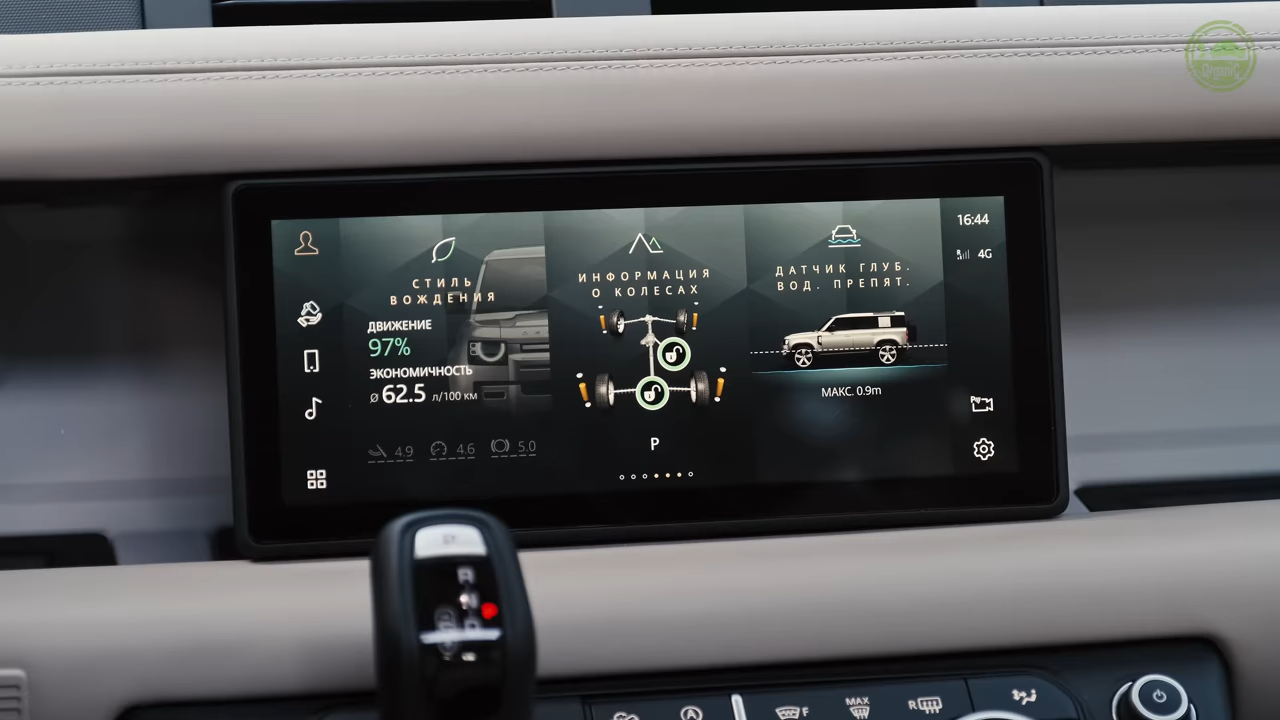 Organic
16:44
4G
СТИЛЬ
ВОЖДЕНИЯ
ДВИЖЕНИЕ
97%
ЭКОНОМИЧНОСТЬ
ø 62.5 л/100 км
4.9 4.6 5.0
ИНФОРМАЦИЯ
О КОЛЕСАХ
P
ДАТЧИК ГЛУБ.
ВОД. ПРЕПЯТ.
МАКС. 0.9m
R
A
F
MAX
R